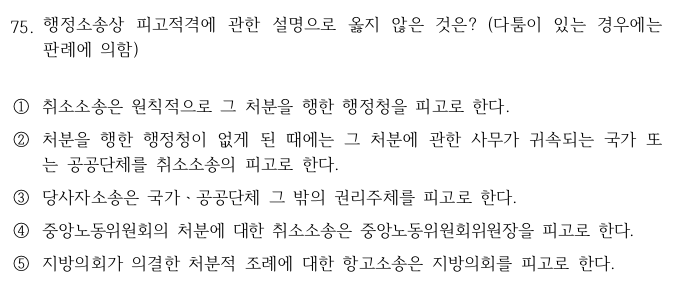 75. 행정소송상 피고적격에 관한 설명으로 옳지 않은 것은? (다툼이 있는 경우에는
판례에 의함)
① 취소소송은 원칙적으로 그 처분을 행한 행정청을 피고로 한다.
② 처분을 행한 행정청이 없게 된 때에는 그 처분에 관한 사무가 귀속되는 국가 또
는 공공단체를 취소소송의 피고로 한다.
③ 당사자소송은 국가ㆍ공공단체 그 밖의 권리주체를 피고로 한다.
④ 중앙노동위원회의 처분에 대한 취소소송은 중앙노동위원회위원장을 피고로 한다.
⑤ 지방의회가 의결한 처분적 조례에 대한 항고소송은 지방의회를 피고로 한다.